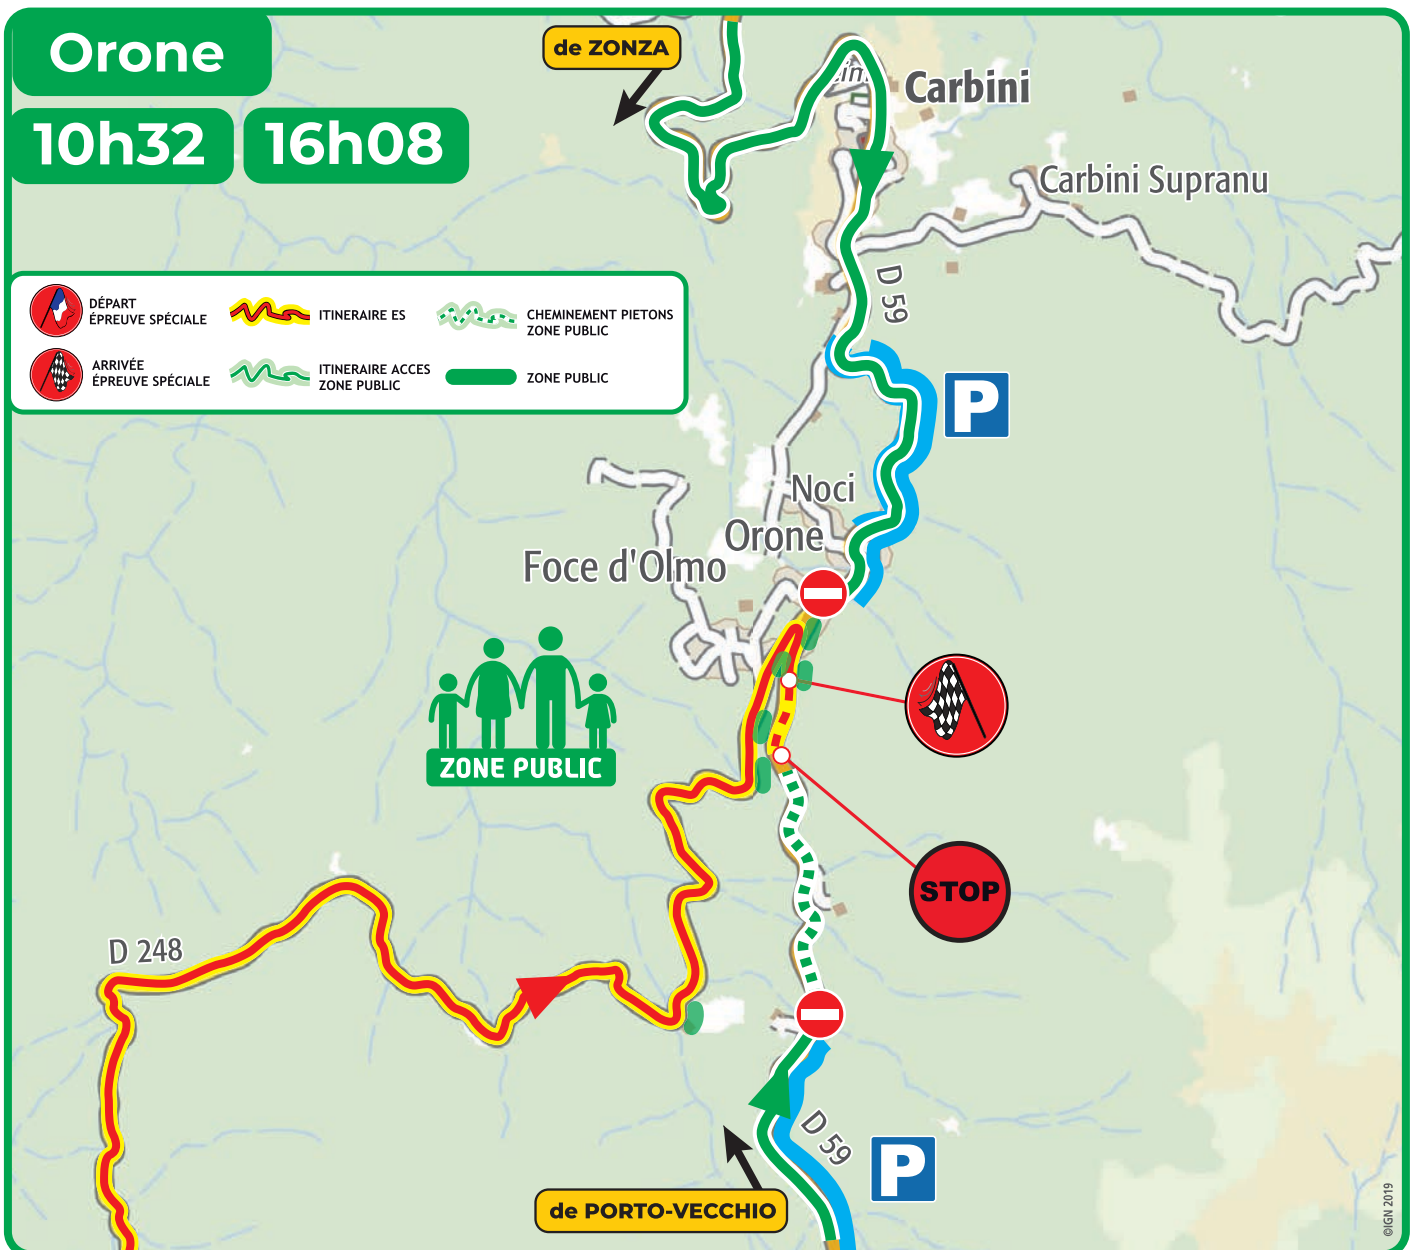 Orone
10h32
16h08
de ZONZA
Carbini
Carbini Supranu
D 59
DÉPART
ÉPREUVE SPÉCIALE
ITINERAIRE ES
CHEMINEMENT PIETONS
ZONE PUBLIC
ARRIVÉE
ÉPREUVE SPÉCIALE
ITINERAIRE ACCES
ZONE PUBLIC
ZONE PUBLIC
P
Noci
Orone
Foce d'Olmo
ZONE PUBLIC
STOP
D 248
D 59
P
de PORTO-VECCHIO
©IGN 2019